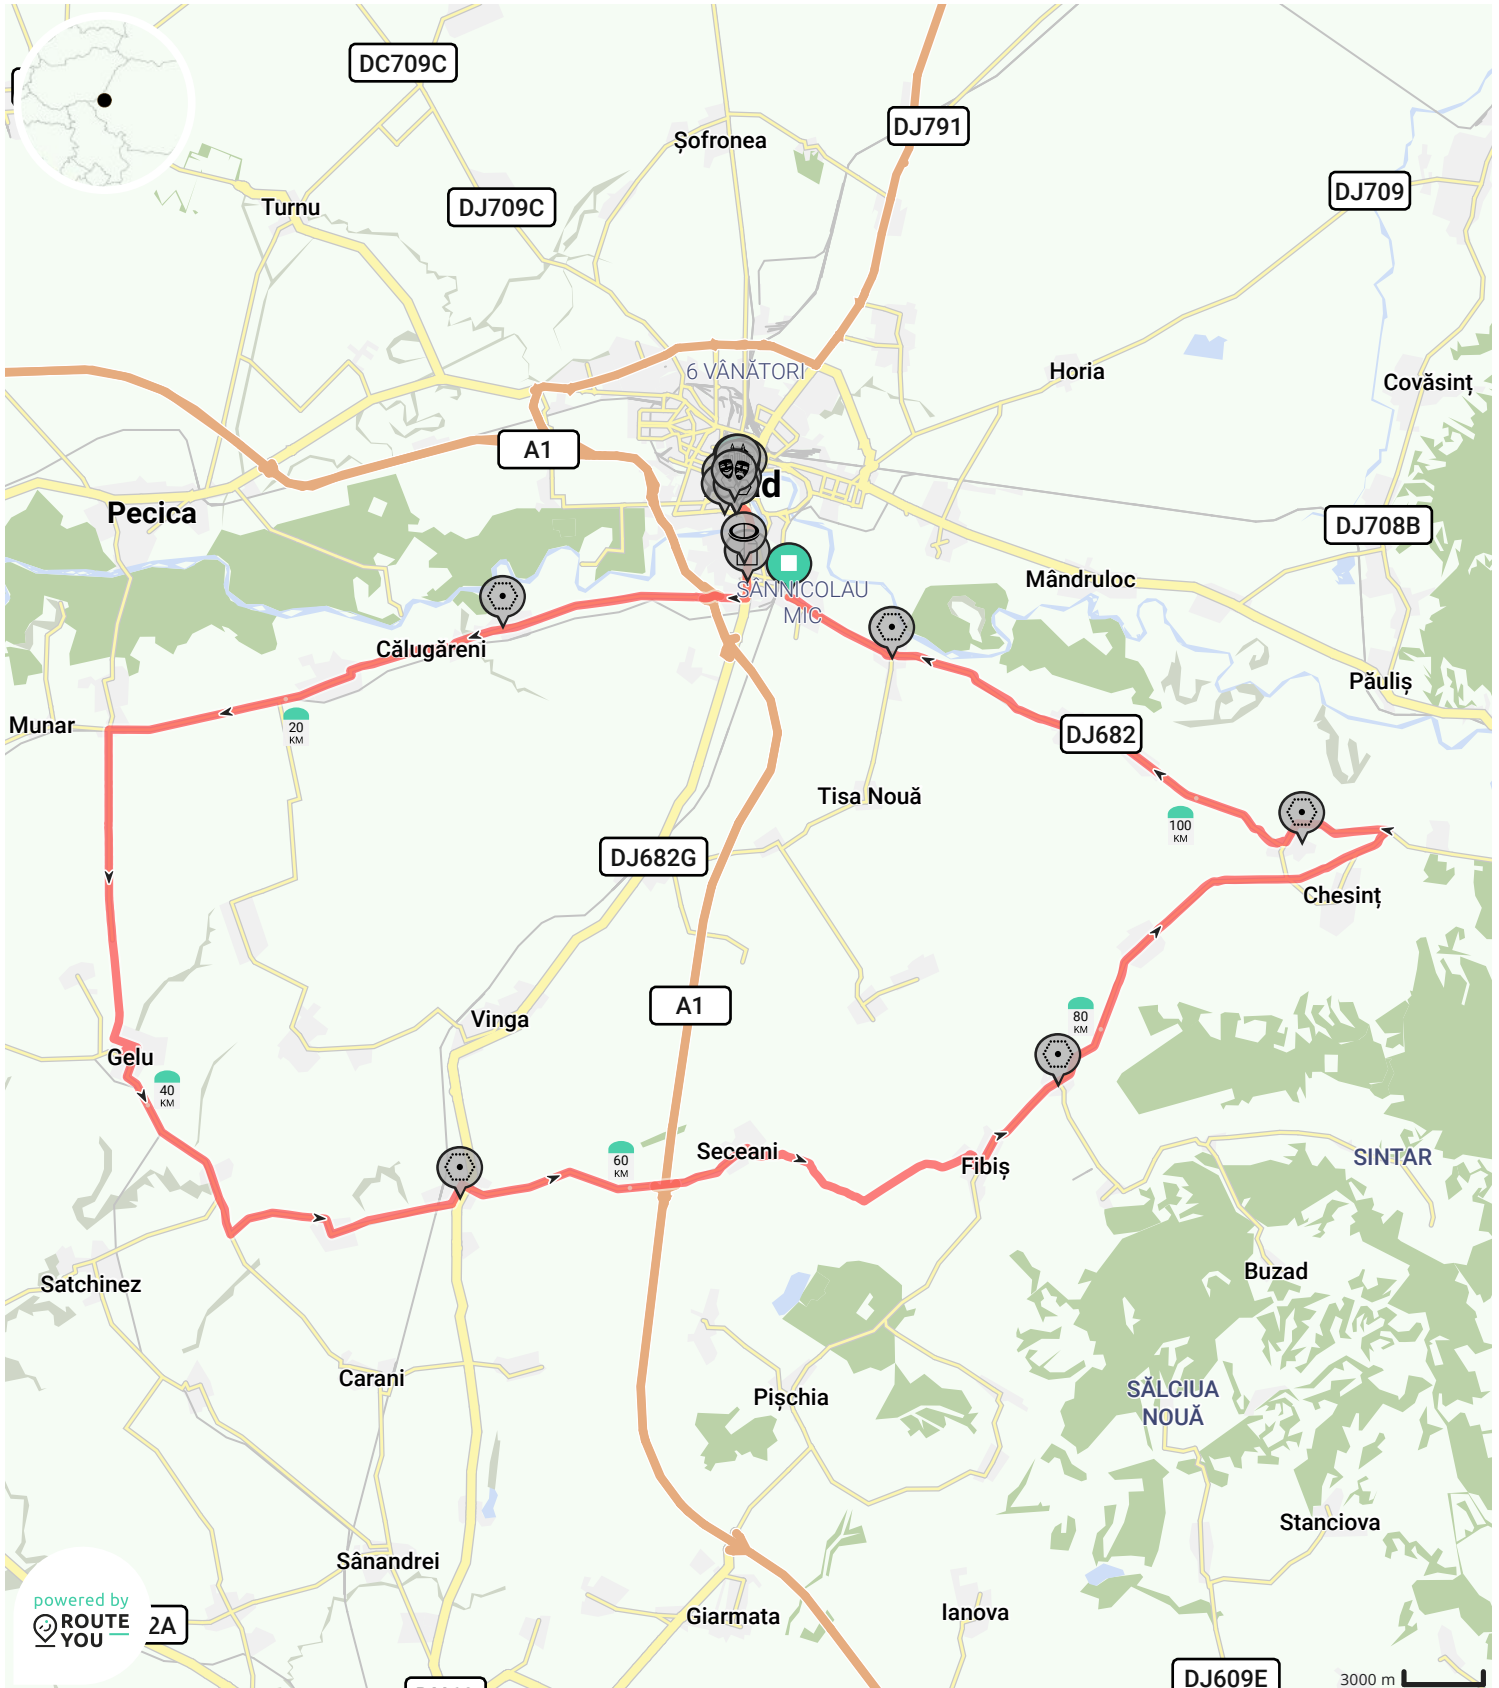 DC709C
DJ791
Șofronea
DJ709
Turnu
DJ709C
6 VÂNĂTORI
Horia
Covăsinț
A1
Pecica
DJ708B
Mândruloc
SÂNNICOLAU
MIC
Călugăreni
Păuliș
Munar
20
KM
DJ682
Tisa Nouă
100
KM
DJ682G
Chesinț
A1
Vinga
80
KM
Gelu
40
KM
60
KM
Seceani
Fibiș
SINTAR
Satchinez
Buzad
Carani
Pișchia
SĂLCIUA
NOUĂ
Stanciova
Sânandrei
powered by
ROUTE
YOU
2A
Giarmata
Ianova
DJ609E
3000 m